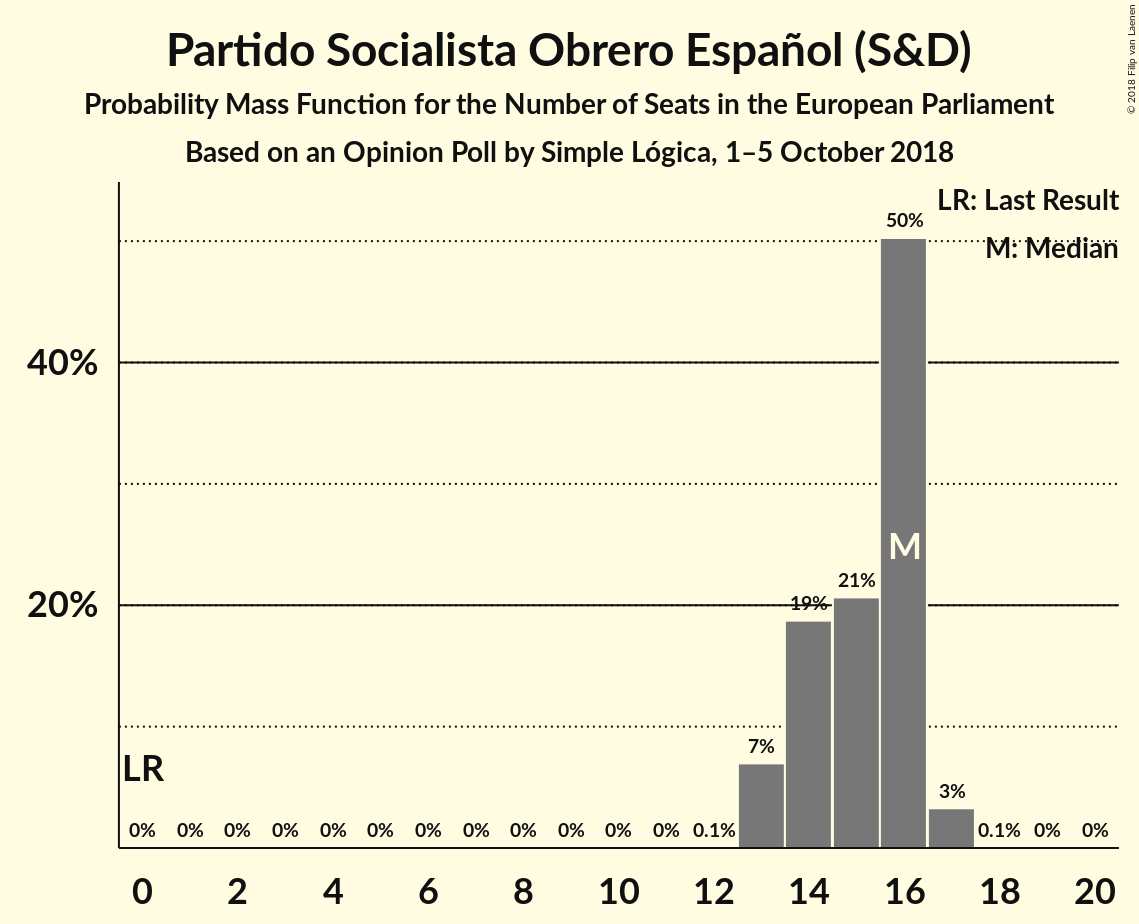 Partido Socialista Obrero Español (S&D)
Probability Mass Function for the Number of Seats in the European Parliament
Based on an Opinion Poll by Simple Lógica, 1–5 October 2018
© 2018 Filip van Laenen
LR: Last Result
M: Median
50%
40%
M
21%
20%
19%
7%
LR
3%
0% 0% 0% 0% 0% 0% 0% 0% 0% 0% 0% 0% 0.1% 0.1% 0% 0%
0 2 4 6 8 10 12 14 16 18 20